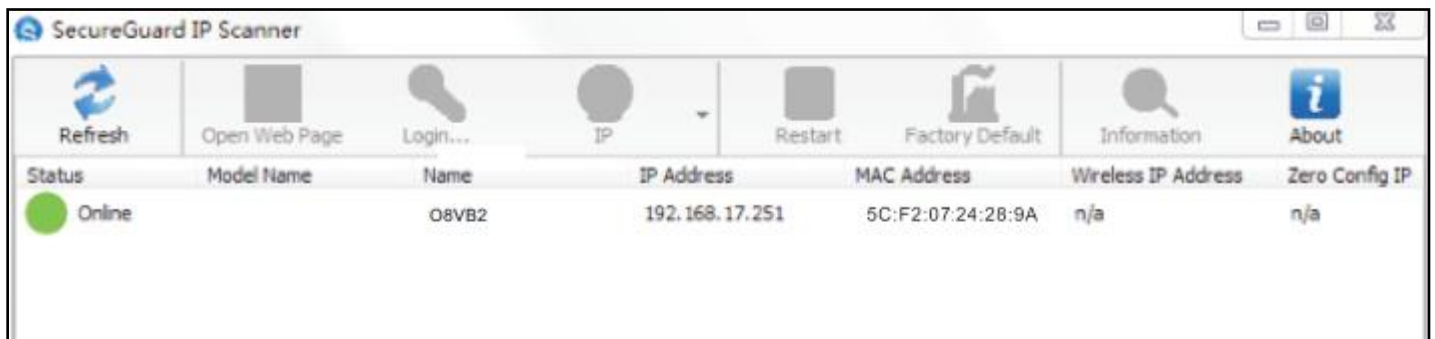 SecureGuard IP Scanner
Refresh Open Web Page Login... IP Restart Factory Default Information About
Status Model Name Name IP Address MAC Address Wireless IP Address Zero Config IP
Online O8VB2 192.168.17.251 5C:F2:07:24:28:9A n/a n/a